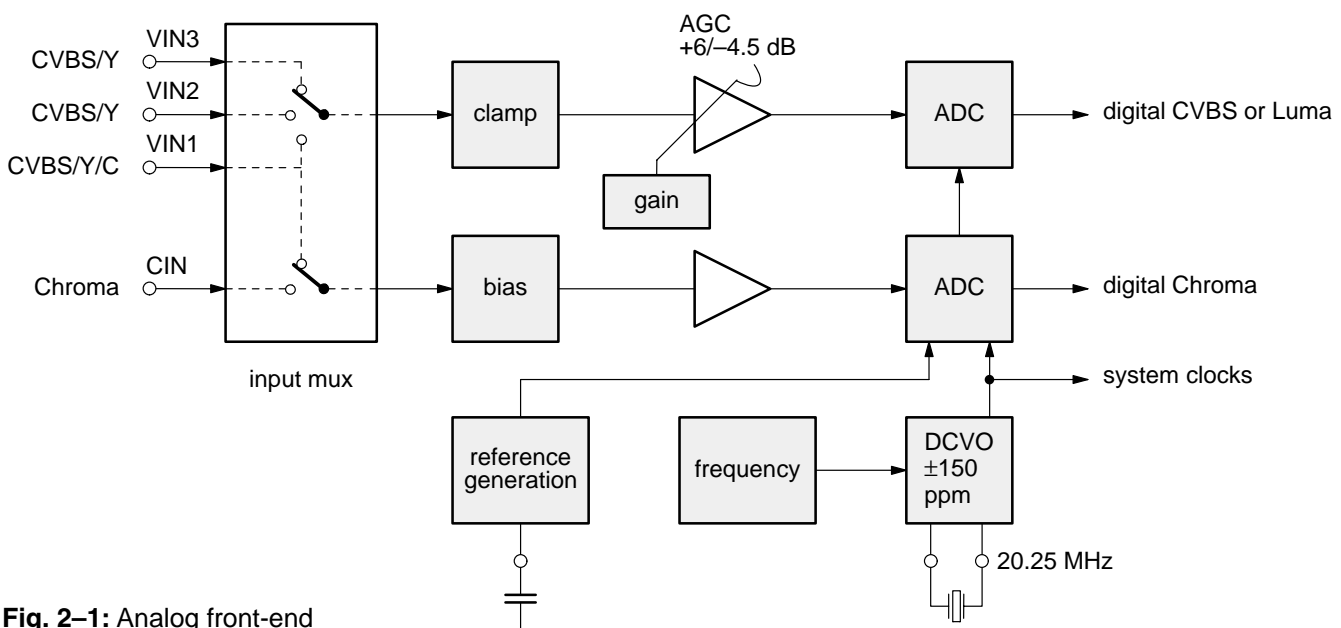 AGC
+6/–4.5 dB
VIN3
CVBS/Y
VIN2
CVBS/Y
VIN1
CVBS/Y/C
clamp
ADC
digital CVBS or Luma
gain
CIN
Chroma
bias
ADC
digital Chroma
input mux
system clocks
reference
generation
frequency
DCVO
±150
ppm
20.25 MHz
Fig. 2–1: Analog front-end